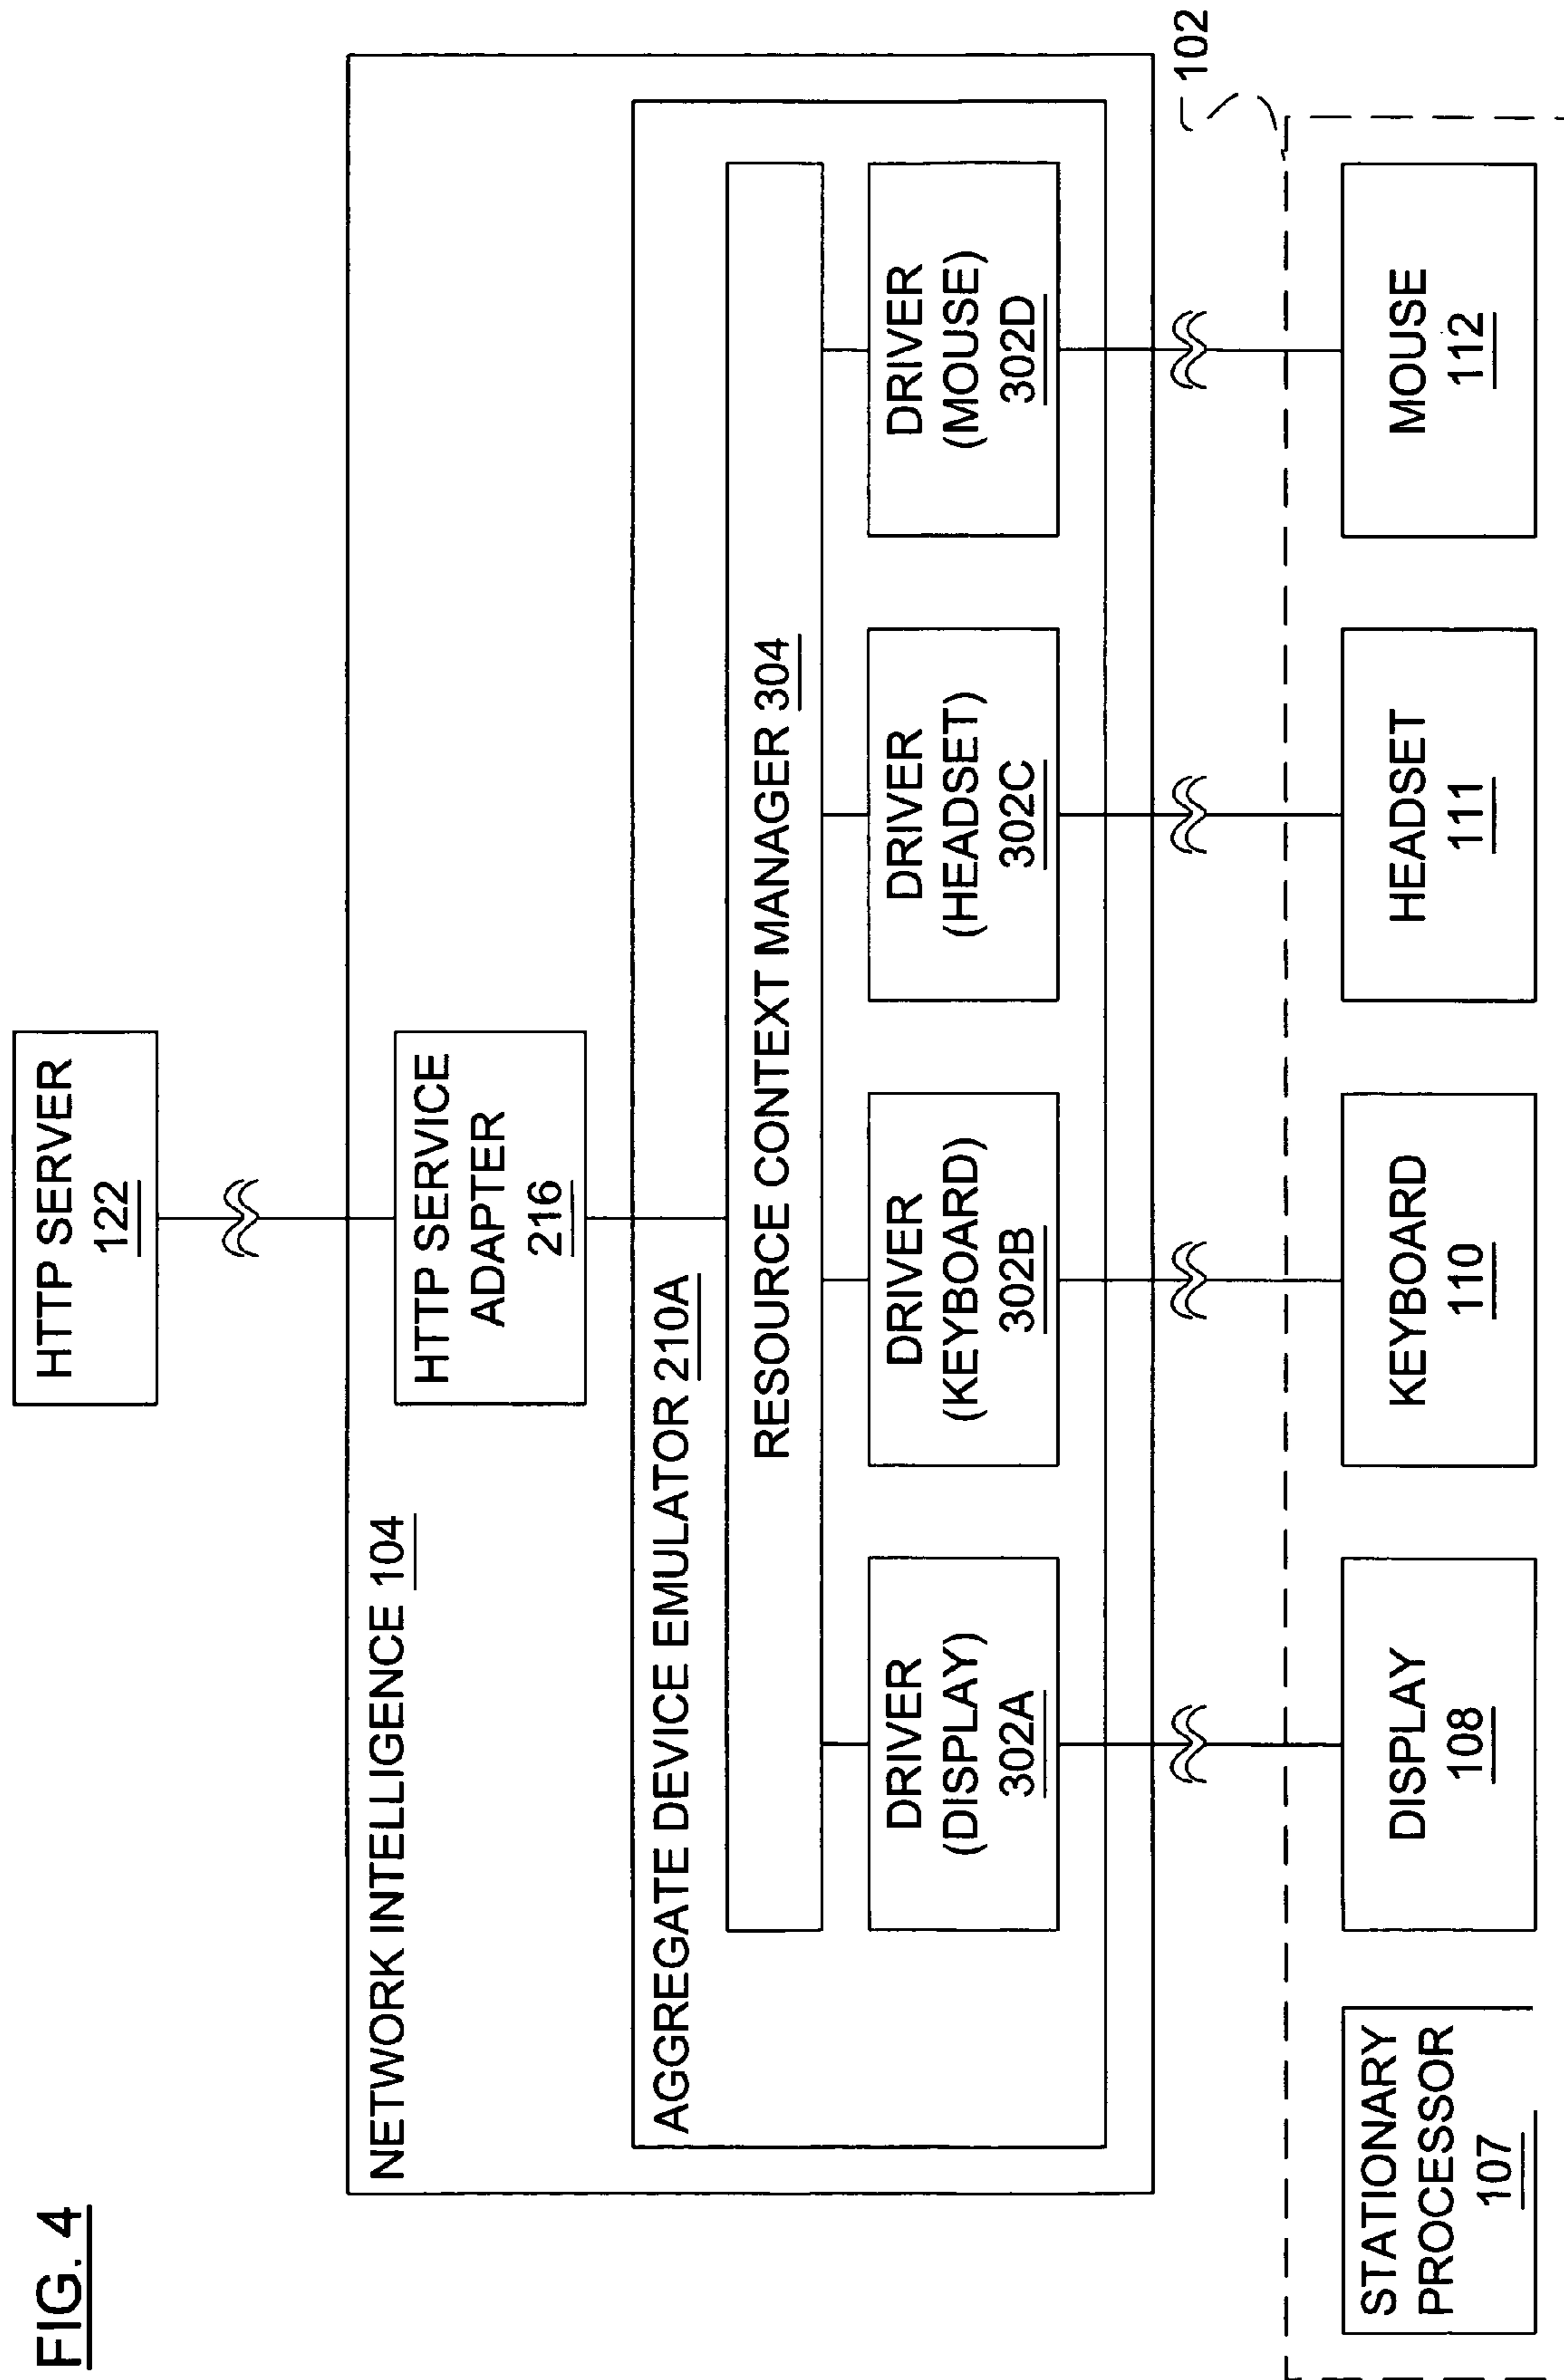 FIG. 4
HTTP SERVER
122
NETWORK INTELLIGENCE 104
HTTP SERVICE
ADAPTER
216
AGGREGATE DEVICE EMULATOR 210A
RESOURCE CONTEXT MANAGER 304
DRIVER
(DISPLAY)
302A
DRIVER
(KEYBOARD)
302B
DRIVER
(HEADSET)
302C
DRIVER
(MOUSE)
302D
102
STATIONARY
PROCESSOR
107
DISPLAY
108
KEYBOARD
110
HEADSET
111
MOUSE
112